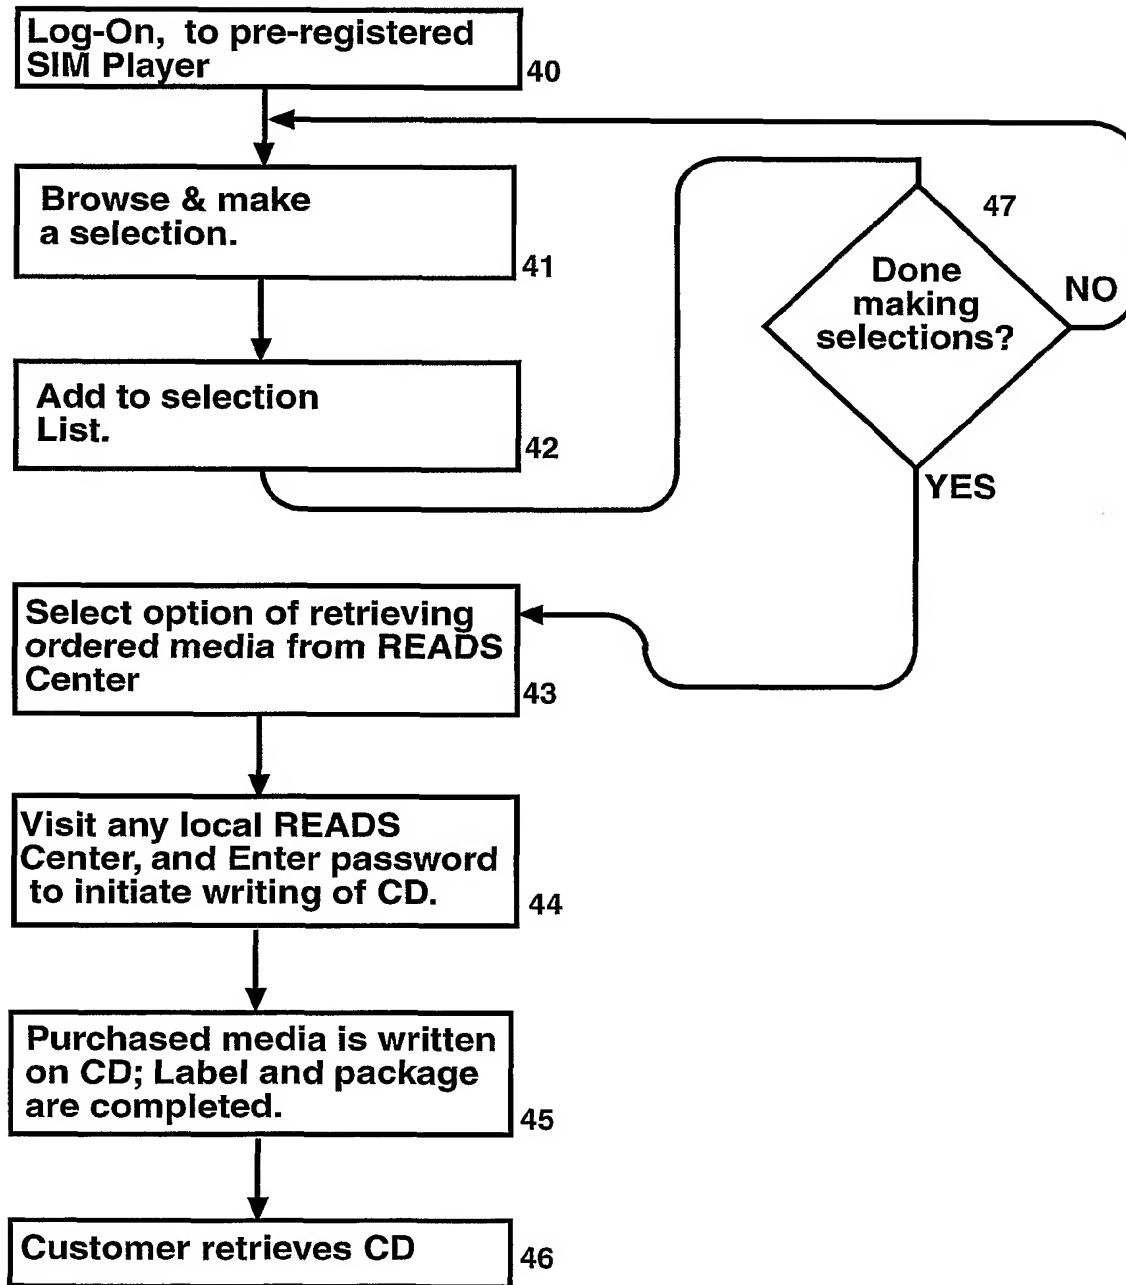 Log-On, to pre-registered
SIM Player
40
Browse & make
a selection.
41
Add to selection
List.
42
47
Done
making
selections?
NO
YES
Select option of retrieving
ordered media from READS
Center
43
Visit any local READS
Center, and Enter password
to initiate writing of CD.
44
Purchased media is written
on CD; Label and package
are completed.
45
Customer retrieves CD
46